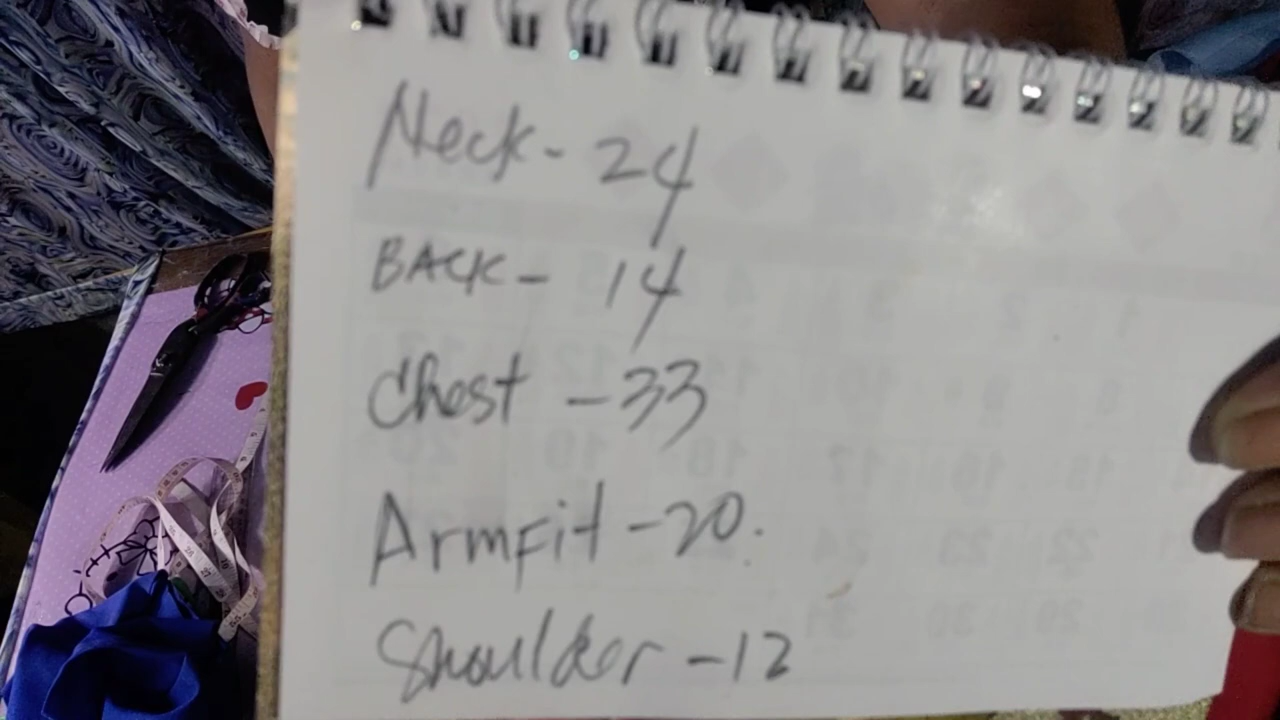 Neck - 24
BACK - 14
Chest - 33
ArmFit - 20.
Shoulder - 12